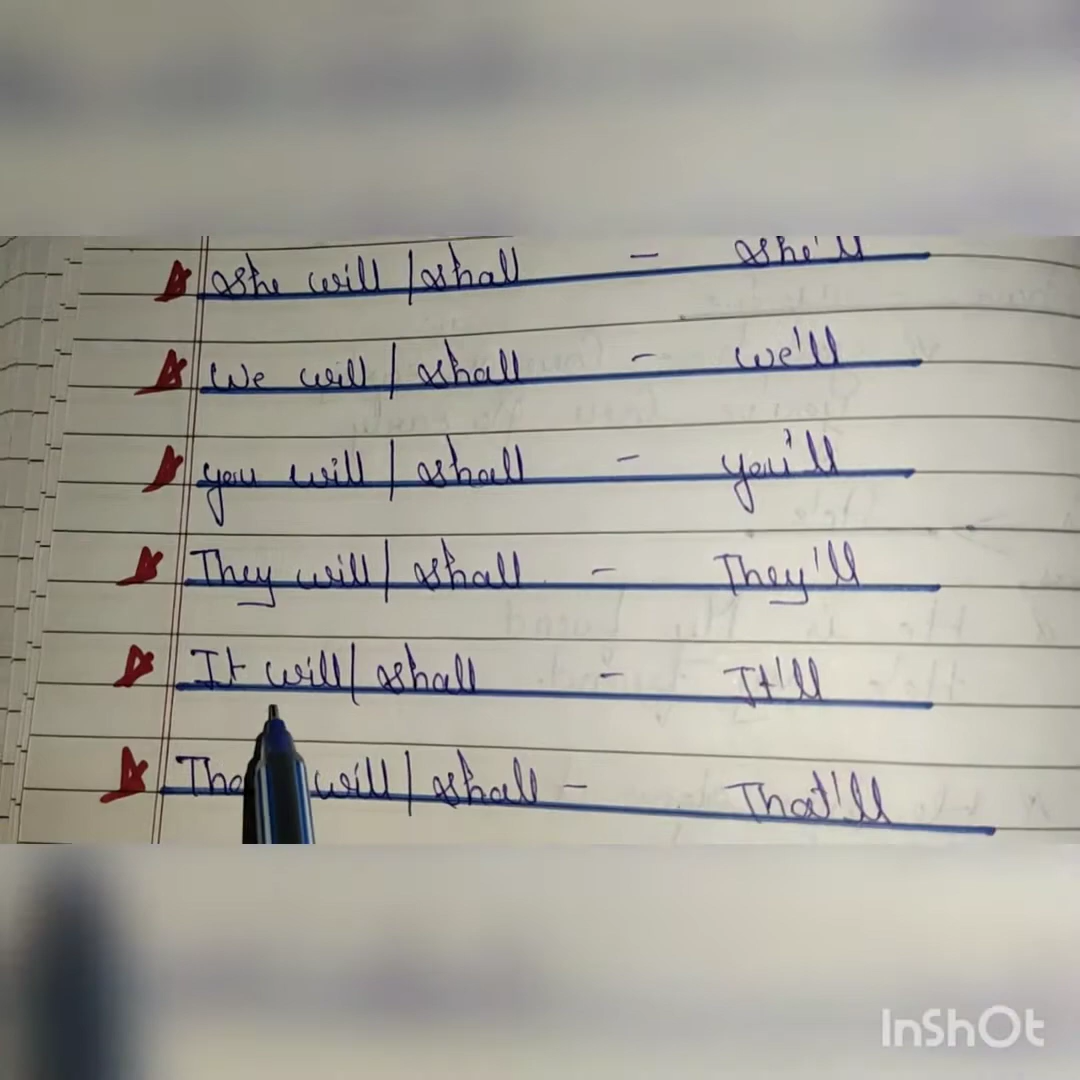 She will / shall - She'll
We will / shall - We'll
you will / shall - you'll
They will / shall - They'll
It will / shall - It'll
will / shall - That'll
InShOt